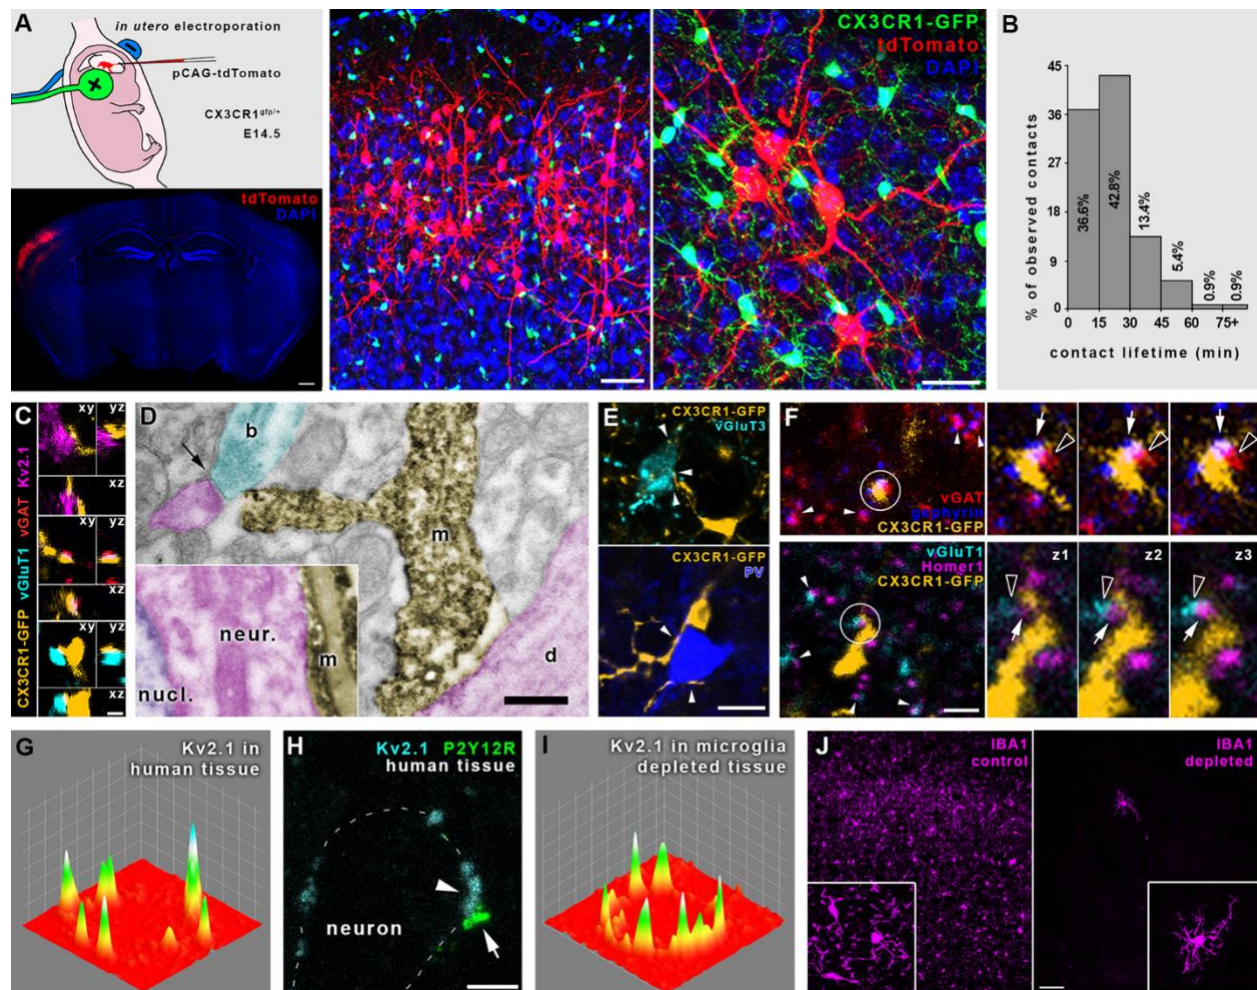 A
in utero electroporation
pCAG-tdTomato
CX3CR1gfp/+
E14.5
tdTomato
DAPI
CX3CR1-GFP
tdTomato
DAPI
B
% of observed contacts
45
36
27
18
9
0
36.6%
42.8%
13.4%
5.4%
0.9%
0.9%
0 15 30 45 60 75+
contact lifetime (min)
C
CX3CR1-GFP vGluT1 vGAT Kv2.1
xy yz
xz
xy yz
xz
xy yz
xz
D
b
m
d
neur.
m
nucl.
E
CX3CR1-GFP
vGluT3
CX3CR1-GFP
PV
F
vGAT
gephyrin
CX3CR1-GFP
vGluT1
Homer1
CX3CR1-GFP
z1 z2 z3
G
Kv2.1 in
human tissue
H
Kv2.1 P2Y12R
human tissue
neuron
I
Kv2.1 in microglia
depleted tissue
J
IBA1
control
IBA1
depleted